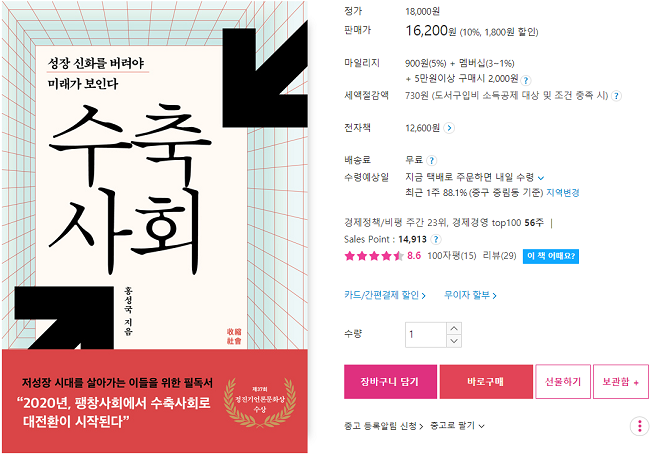 성장 신화를 버려야
미래가 보인다
수축
사회
홍성국 지음
收縮
社會
저성장 시대를 살아가는 이들을 위한 필독서
“2020년, 팽창사회에서 수축사회로
대전환이 시작된다”
제37회
정진기언론문화상
수상
정가 18,000원
판매가 16,200원 (10%, 1,800원 할인)
마일리지 900원(5%) + 멤버십(3~1%)
+ 5만원이상 구매시 2,000원 ?
세액절감액 730원 (도서구입비 소득공제 대상 및 조건 충족 시) ?
전자책 12,600원 >
배송료 무료 ?
수령예상일 지금 택배로 주문하면 내일 수령
최근 1주 88.1% (중구 중림동 기준) 지역변경
경제정책/비평 주간 23위, 경제경영 top100 56주 |
Sales Point : 14,913 ?
8.6 100자평(15) 리뷰(29) 이 책 어때요?
카드/간편결제 할인 > 무이자 할부 >
수량 1
장바구니 담기 바로구매 선물하기 보관함 +
중고 등록알림 신청 > 중고로 팔기